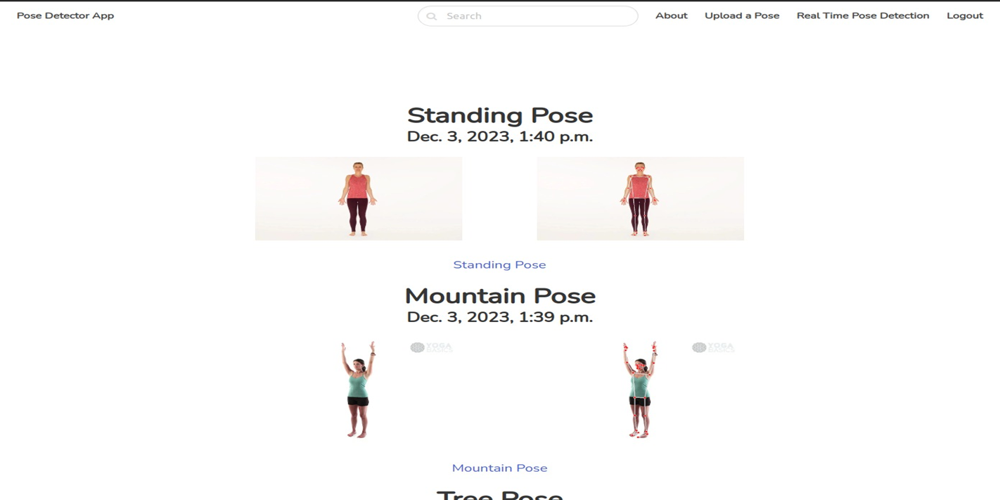 Pose Detector App
Search
About
Upload a Pose
Real Time Pose Detection
Logout
Standing Pose
Dec. 3, 2023, 1:40 p.m.
Standing Pose
Mountain Pose
Dec. 3, 2023, 1:39 p.m.
YOGA
BASICS
YOGA
BASICS
Mountain Pose
Tree Pose